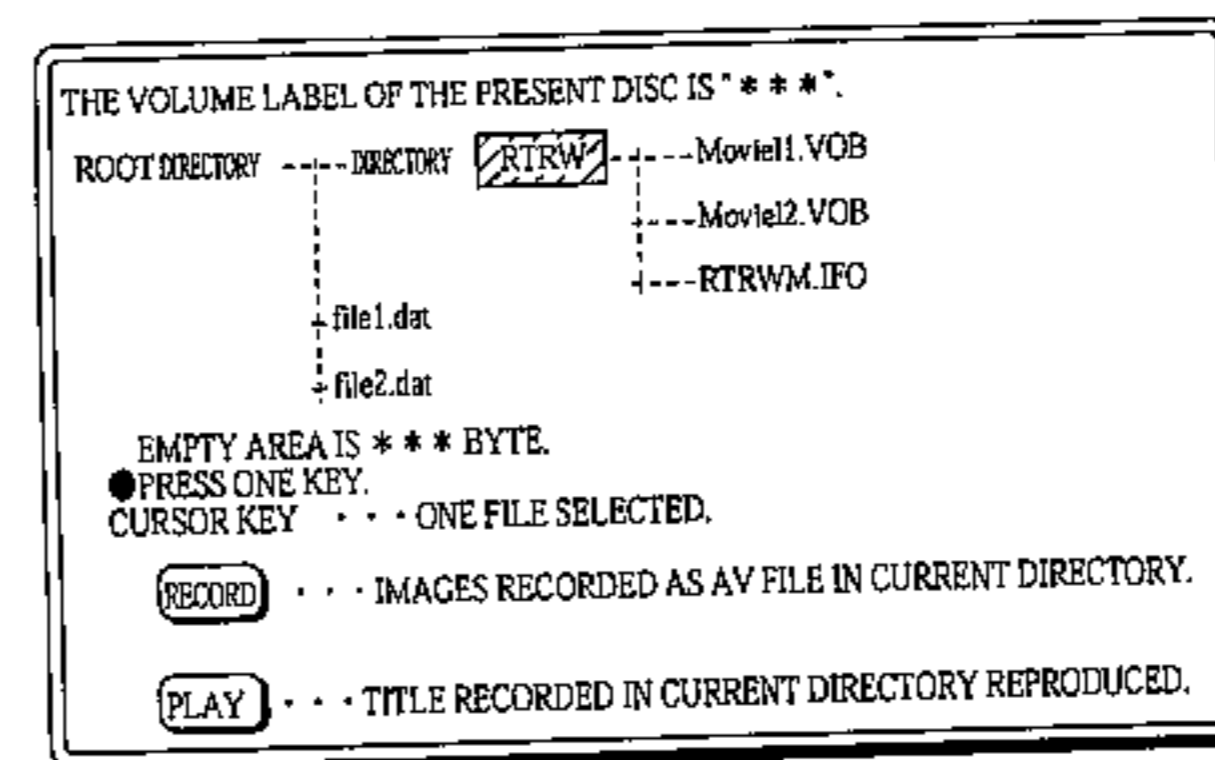 THE VOLUME LABEL OF THE PRESENT DISC IS "* * *".
ROOT DIRECTORY DIRECTORY RTRW Moviel1.VOB
Moviel2.VOB
RTRWM.IFO
file1.dat
file2.dat
EMPTY AREA IS * * * BYTE.
●PRESS ONE KEY.
CURSOR KEY · · · ONE FILE SELECTED.
RECORD · · · IMAGES RECORDED AS AV FILE IN CURRENT DIRECTORY.
PLAY · · · TITLE RECORDED IN CURRENT DIRECTORY REPRODUCED.